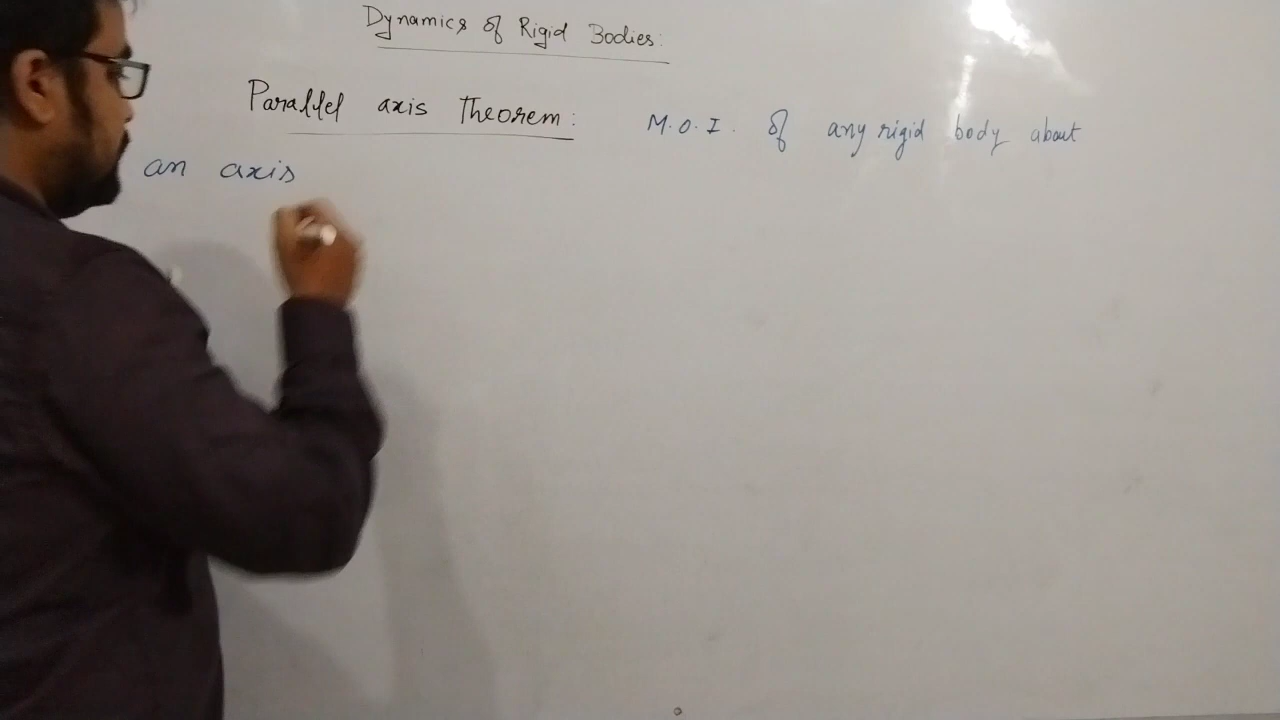 Dynamics of Rigid Bodies:
Parallel axis Theorem: M.O.I. of any rigid body about
an axis